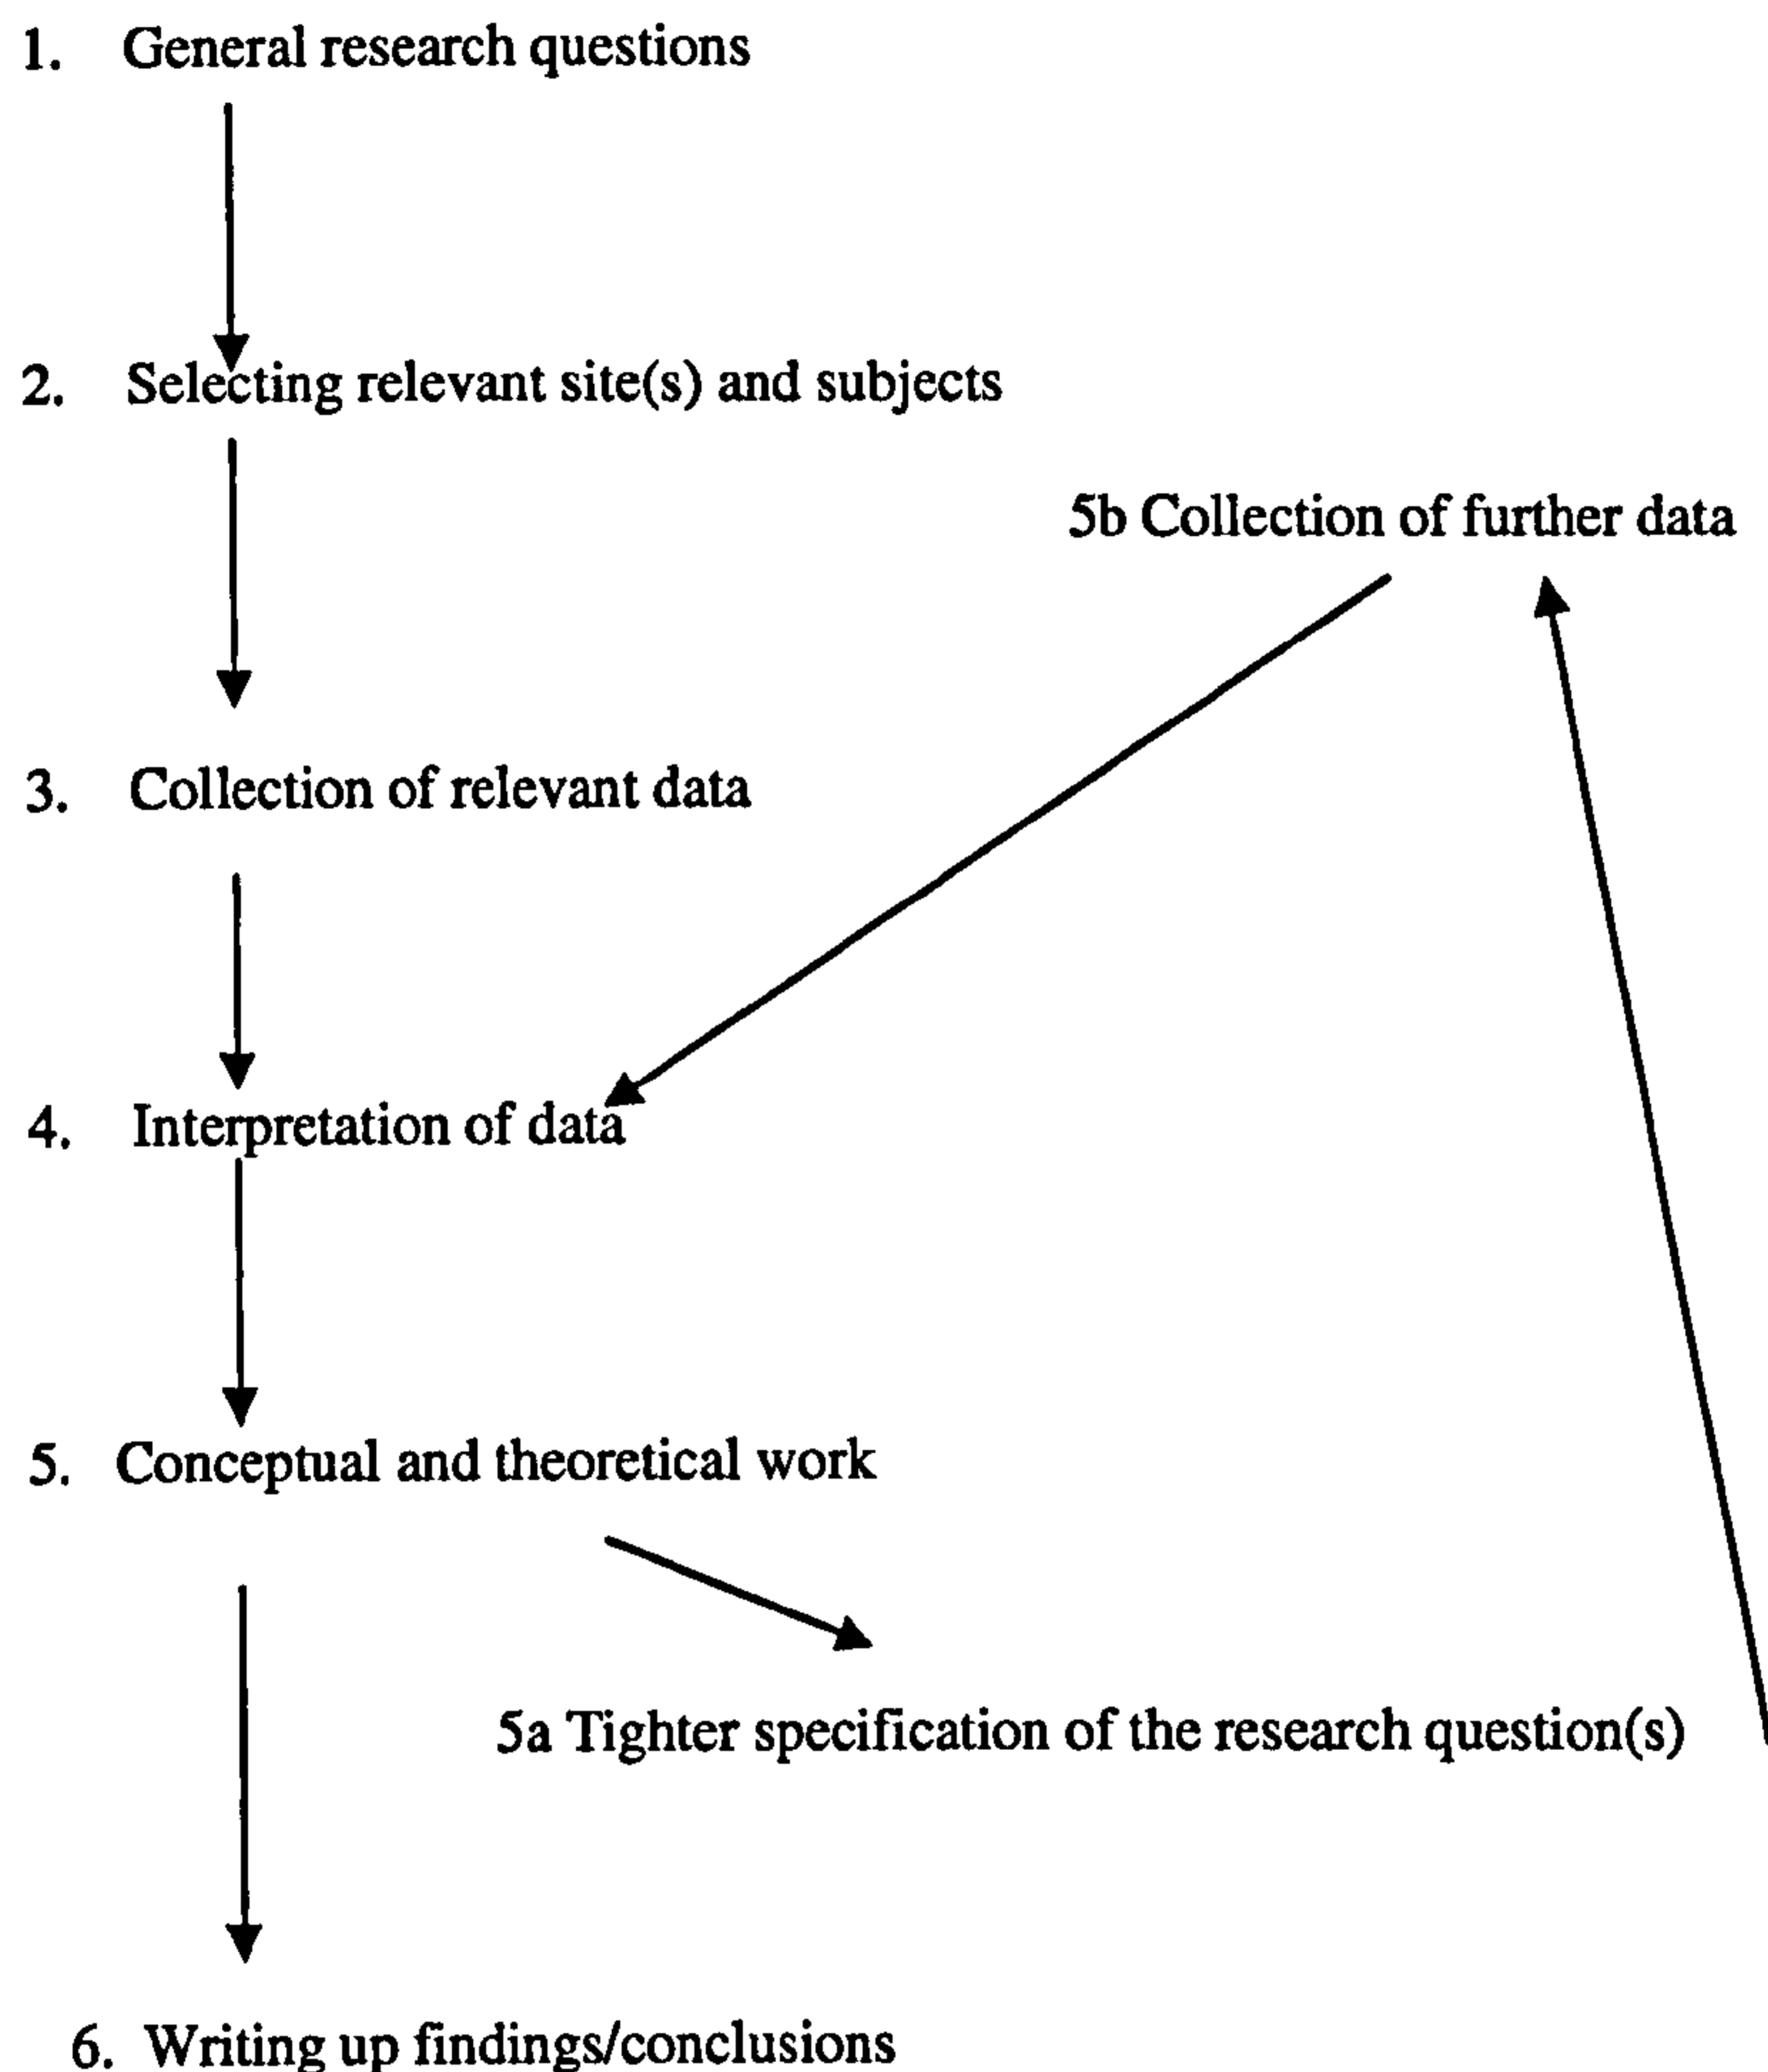 1. General research questions
2. Selecting relevant site(s) and subjects
5b Collection of further data
3. Collection of relevant data
4. Interpretation of data
5. Conceptual and theoretical work
5a Tighter specification of the research question(s)
6. Writing up findings/conclusions